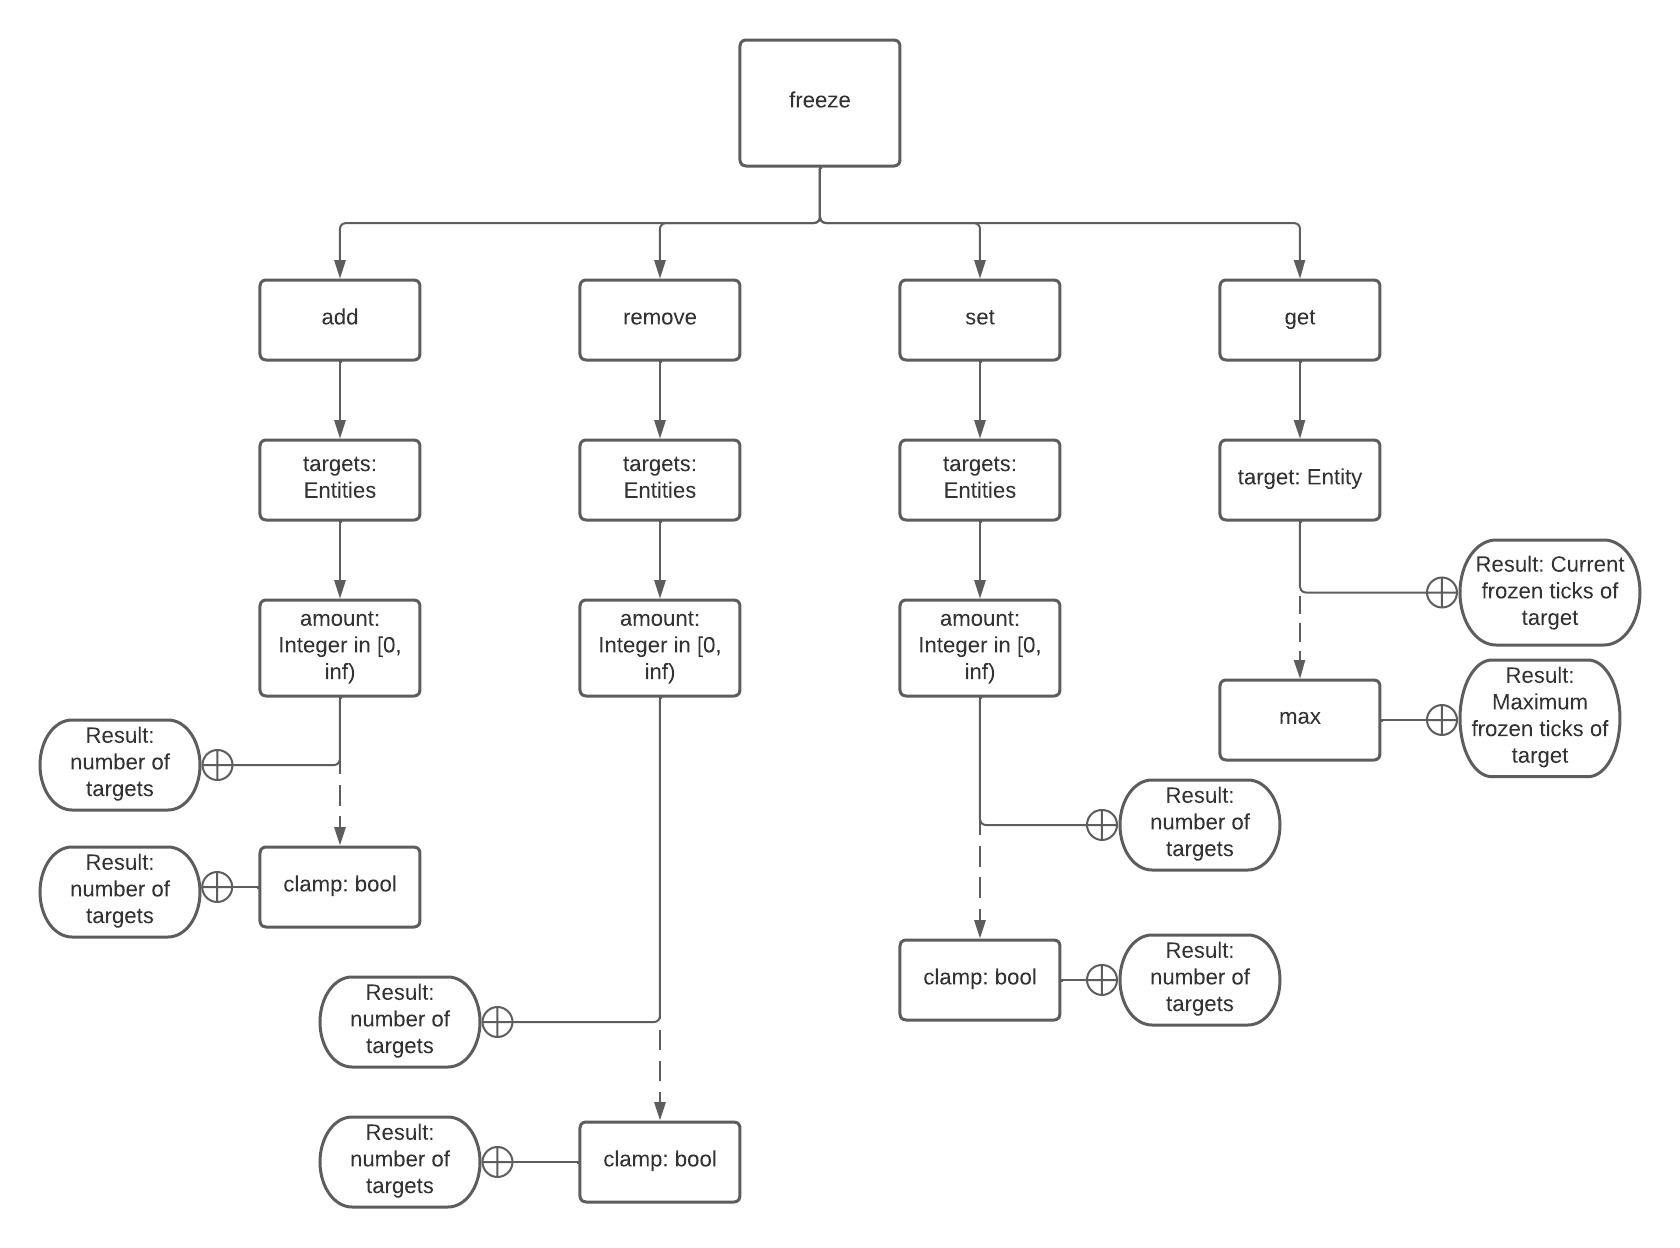 freeze
add
remove
set
get
targets:
Entities
targets:
Entities
targets:
Entities
target: Entity
amount:
Integer in [0,
inf)
amount:
Integer in [0,
inf)
amount:
Integer in [0,
inf)
Result: Current
frozen ticks of
target
max
Result:
Maximum
frozen ticks of
target
Result:
number of
targets
Result:
number of
targets
clamp: bool
Result:
number of
targets
clamp: bool
Result:
number of
targets
Result:
number of
targets
Result:
number of
targets
clamp: bool